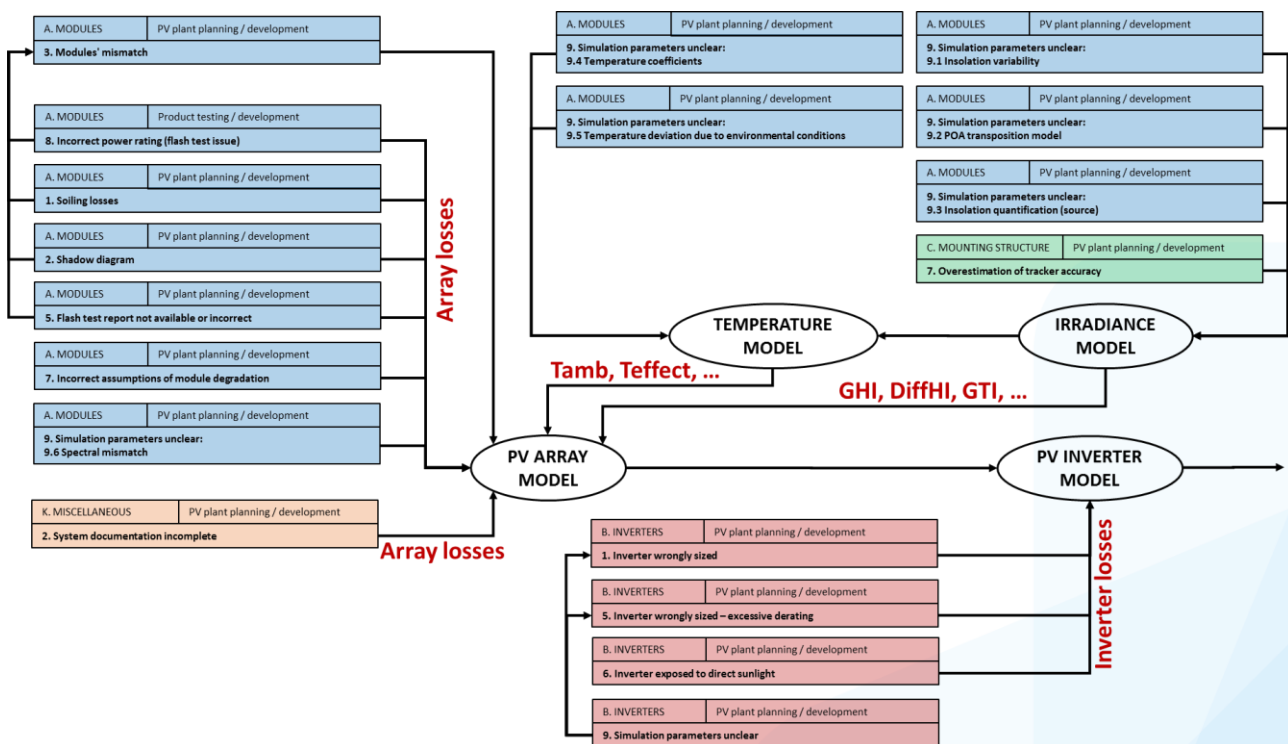 A. MODULES PV plant planning / development
3. Modules' mismatch
A. MODULES Product testing / development
8. Incorrect power rating (flash test issue)
A. MODULES PV plant planning / development
1. Soiling losses
A. MODULES PV plant planning / development
2. Shadow diagram
A. MODULES PV plant planning / development
5. Flash test report not available or incorrect
A. MODULES PV plant planning / development
7. Incorrect assumptions of module degradation
A. MODULES PV plant planning / development
9. Simulation parameters unclear:
9.6 Spectral mismatch
K. MISCELLANEOUS PV plant planning / development
2. System documentation incomplete
Array losses
Array losses
A. MODULES PV plant planning / development
9. Simulation parameters unclear:
9.4 Temperature coefficients
A. MODULES PV plant planning / development
9. Simulation parameters unclear:
9.5 Temperature deviation due to environmental conditions
A. MODULES PV plant planning / development
9. Simulation parameters unclear:
9.1 Insolation variability
A. MODULES PV plant planning / development
9. Simulation parameters unclear:
9.2 POA transposition model
A. MODULES PV plant planning / development
9. Simulation parameters unclear:
9.3 Insolation quantification (source)
C. MOUNTING STRUCTURE PV plant planning / development
7. Overestimation of tracker accuracy
TEMPERATURE
MODEL
IRRADIANCE
MODEL
Tamb, Teffect, ...
GHI, DiffHI, GTI, ...
PV ARRAY
MODEL
PV INVERTER
MODEL
B. INVERTERS PV plant planning / development
1. Inverter wrongly sized
B. INVERTERS PV plant planning / development
5. Inverter wrongly sized – excessive derating
B. INVERTERS PV plant planning / development
6. Inverter exposed to direct sunlight
B. INVERTERS PV plant planning / development
9. Simulation parameters unclear
Inverter losses